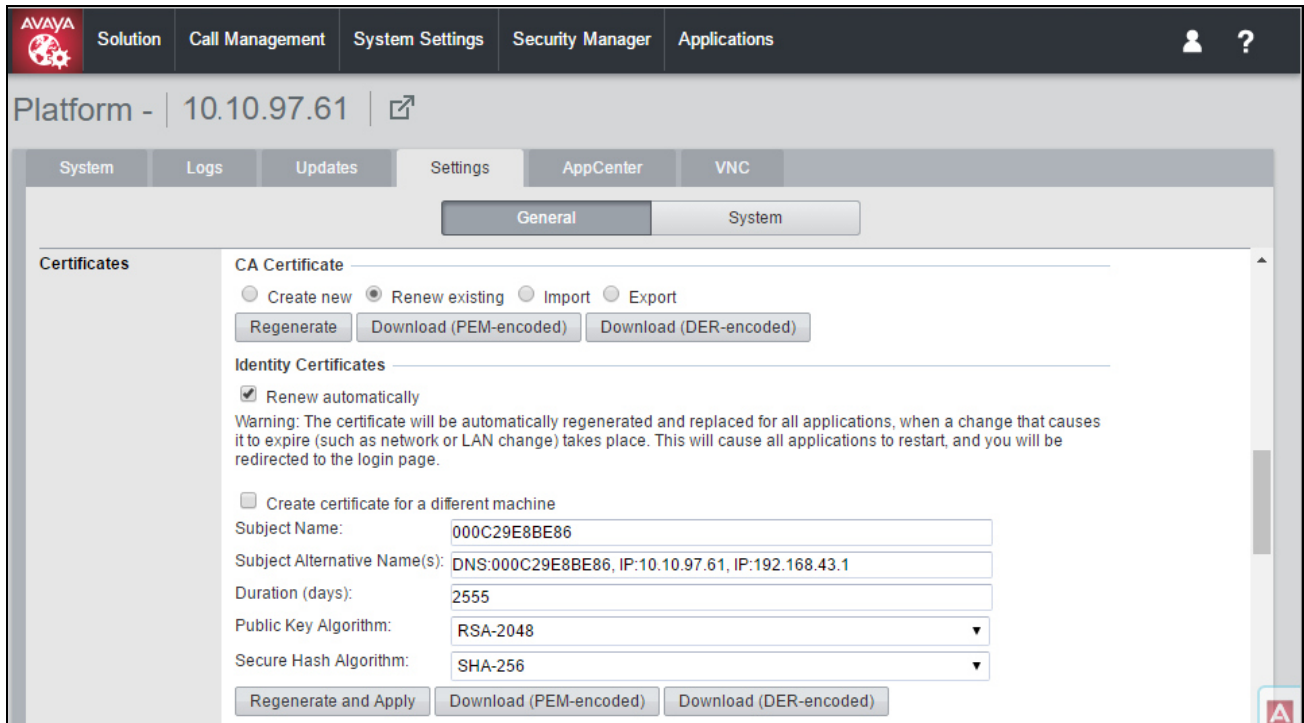 AVAYA
Solution Call Management System Settings Security Manager Applications ?
Platform - 10.10.97.61
System Logs Updates Settings AppCenter VNC
General System
Certificates
CA Certificate
Create new Renew existing Import Export
Regenerate Download (PEM-encoded) Download (DER-encoded)
Identity Certificates
Renew automatically
Warning: The certificate will be automatically regenerated and replaced for all applications, when a change that causes
it to expire (such as network or LAN change) takes place. This will cause all applications to restart, and you will be
redirected to the login page.
Create certificate for a different machine
Subject Name: 000C29E8BE86
Subject Alternative Name(s): DNS:000C29E8BE86, IP:10.10.97.61, IP:192.168.43.1
Duration (days): 2555
Public Key Algorithm: RSA-2048
Secure Hash Algorithm: SHA-256
Regenerate and Apply Download (PEM-encoded) Download (DER-encoded)
A